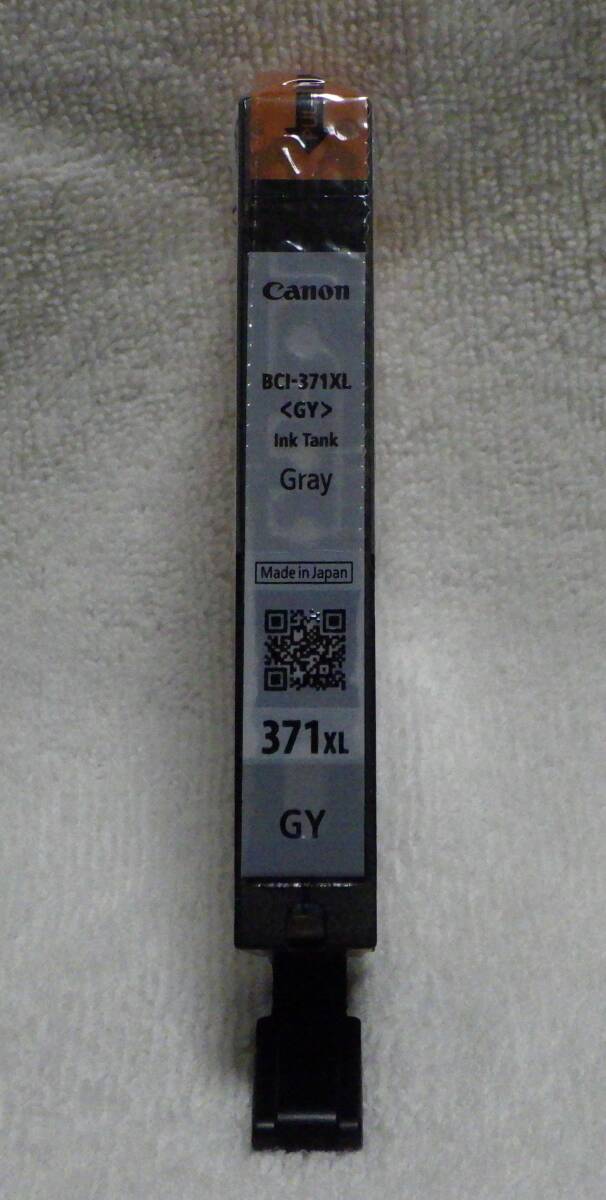 Canon
BCI-371XL
<GY>
Ink Tank
Gray
Made in Japan
371XL
GY